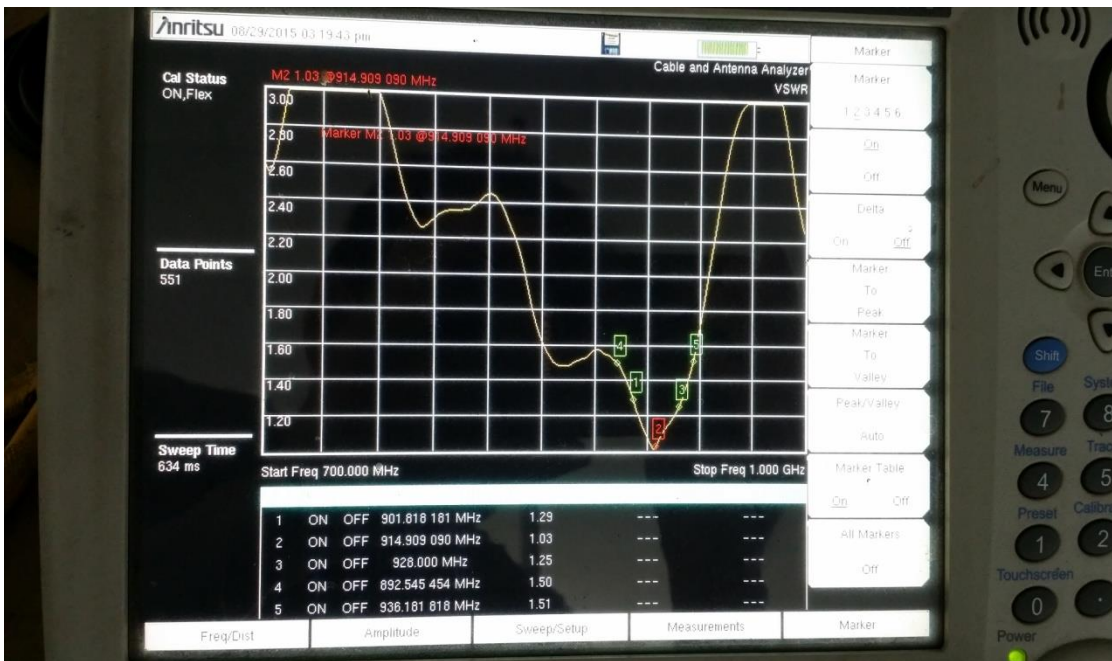 Anritsu 08/29/2015 03:19:43 pm
Cable and Antenna Analyzer
VSWR
Cal Status
ON,Flex
M2 1.03 @914.909 090 MHz
Marker M2 1.03 @914.909 090 MHz
3.00
2.80
2.60
2.40
2.20
2.00
1.80
1.60
1.40
1.20
4
1
2
3
5
Data Points
551
Sweep Time
634 ms
Start Freq 700.000 MHz
Stop Freq 1.000 GHz
1 ON OFF 901.818 181 MHz 1.29 --- ---
2 ON OFF 914.909 090 MHz 1.03 --- ---
3 ON OFF 928.000 MHz 1.25 --- ---
4 ON OFF 892.545 454 MHz 1.50 --- ---
5 ON OFF 936.181 818 MHz 1.51 --- ---
Freq/Dist Amplitude Sweep/Setup Measurements Marker
Marker
Marker
1 2 3 4 5 6
On
Off
Delta
On Off
Marker
To
Peak
Marker
To
Valley
Peak/Valley
Auto
Marker Table
On Off
All Markers
Off
Menu
Shift
File
7
Measure
4
5
Preset
1
2
Touchscreen
0
Power